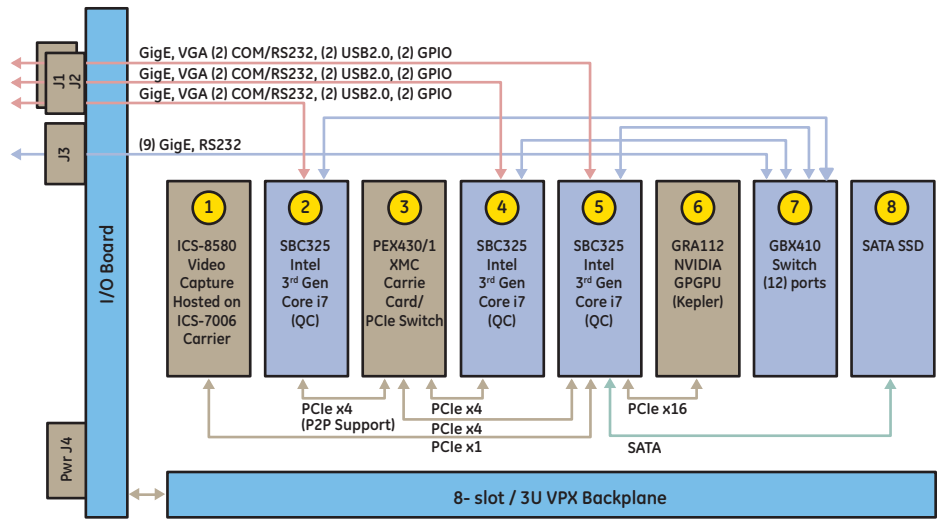 GigE, VGA (2) COM/RS232, (2) USB2.0, (2) GPIO
GigE, VGA (2) COM/RS232, (2) USB2.0, (2) GPIO
GigE, VGA (2) COM/RS232, (2) USB2.0, (2) GPIO
J1
J2
J3
(9) GigE, RS232
I/O Board
Pwr J4
1
ICS-8580
Video
Capture
Hosted on
ICS-7006
Carrier
2
SBC325
Intel
3rd Gen
Core i7
(QC)
3
PEX430/1
XMC
Carrie
Card/
PCIe Switch
4
SBC325
Intel
3rd Gen
Core i7
(QC)
5
SBC325
Intel
3rd Gen
Core i7
(QC)
6
GRA112
NVIDIA
GPGPU
(Kepler)
7
GBX410
Switch
(12) ports
8
SATA SSD
PCIe x4
(P2P Support)
PCIe x4
PCIe x4
PCIe x1
PCIe x16
SATA
8- slot / 3U VPX Backplane